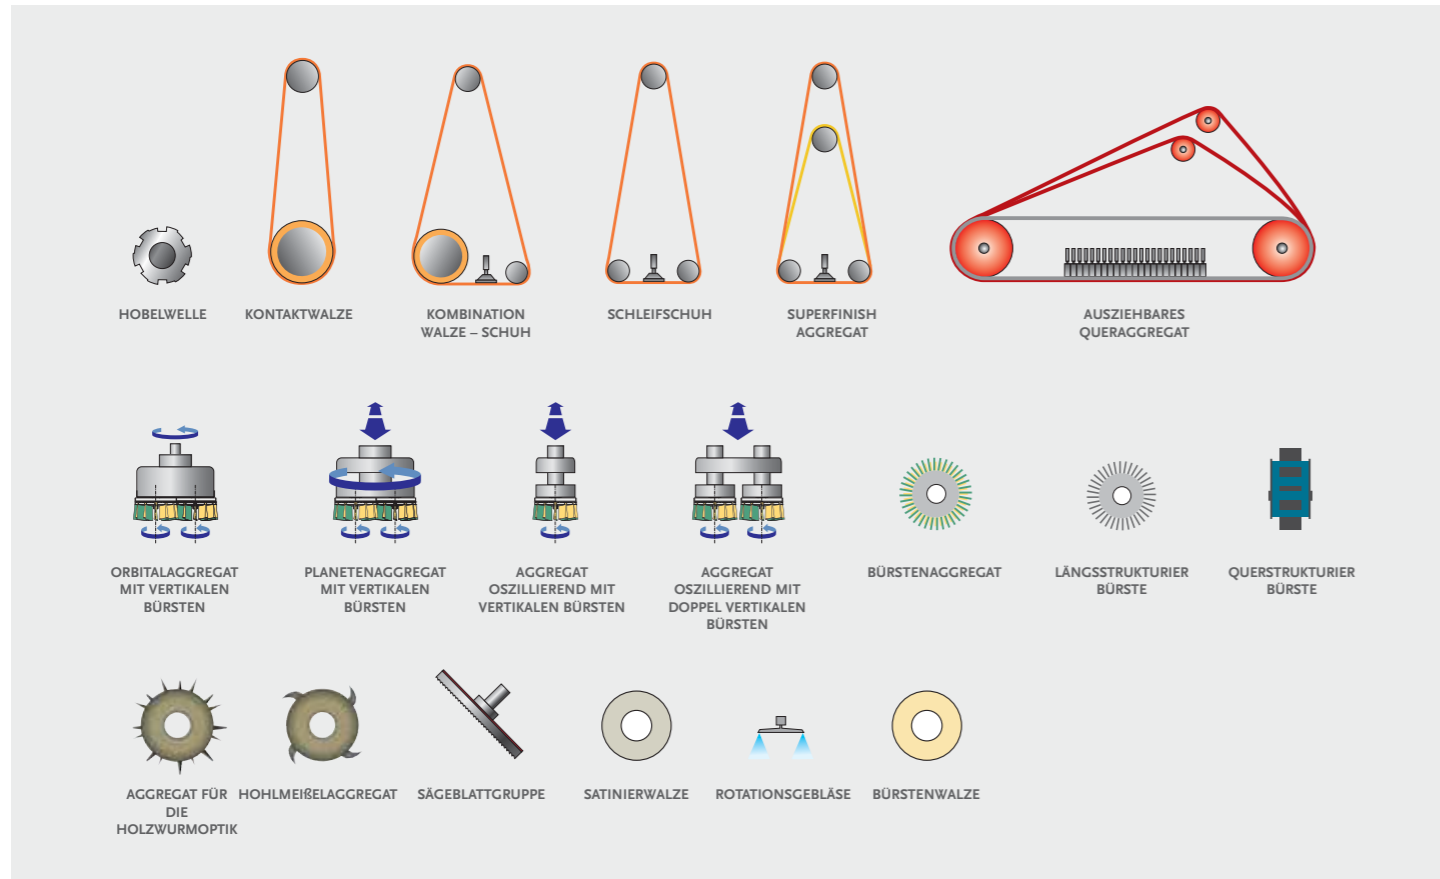 HOBELWELLE
KONTAKTWALZE
KOMBINATION
WALZE – SCHUH
SCHLEIFSCHUH
SUPERFINISH
AGGREGAT
AUSZIEHBARES
QUERAGGREGAT
ORBITALAGGREGAT
MIT VERTIKALEN
BÜRSTEN
PLANETENAGGREGAT
MIT VERTIKALEN
BÜRSTEN
AGGREGAT
OSZILLIEREND MIT
VERTIKALEN BÜRSTEN
AGGREGAT
OSZILLIEREND MIT
DOPPEL VERTIKALEN
BÜRSTEN
BÜRSTENAGGREGAT
LÄNGSSTRUKTURIER
BÜRSTE
QUERSTRUKTURIER
BÜRSTE
AGGREGAT FÜR
DIE
HOLZWURMOPTIK
HOHLMEIßELAGGREGAT
SÄGEBLATTGRUPPE
SATINIERWALZE
ROTATIONSGEBLÄSE
BÜRSTENWALZE